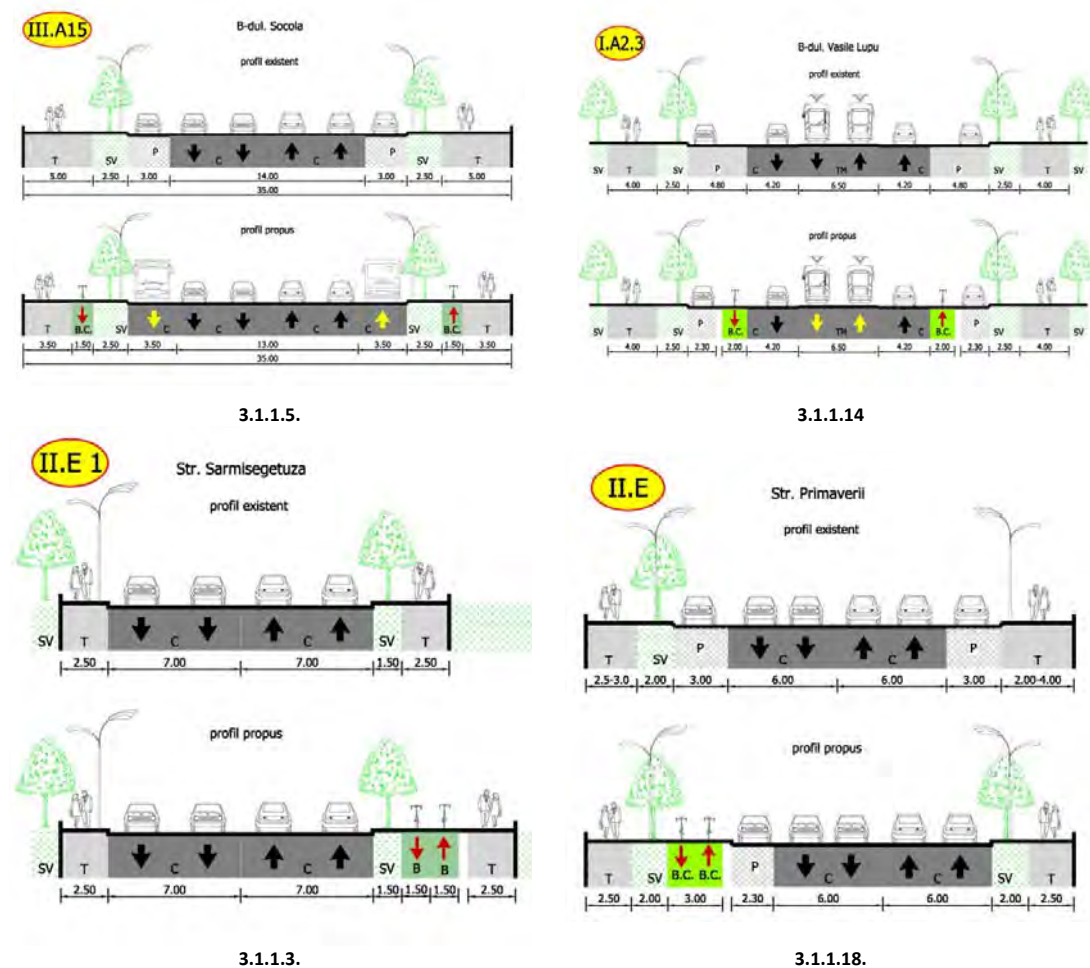 III.A15
B-dul. Socola
profil existent
T SV P C C P SV T
5.00 2.50 3.00 14.00 3.00 2.50 5.00
35.00
profil propus
T B.C. SV C C C C SV B.C. T
3.50 1.50 2.50 3.50 13.00 3.50 2.50 1.50 3.50
35.00
3.1.1.5.
I.A2.3
B-dul. Vasile Lupu
profil existent
SV T SV P C TM C P SV T SV
4.00 2.50 4.80 4.20 6.50 4.20 4.80 2.50 4.00
profil propus
SV T SV P B.C. C TM C B.C. P SV T SV
4.00 2.50 2.30 2.00 4.20 6.50 4.20 2.00 2.30 2.50 4.00
3.1.1.14
II.E 1
Str. Sarmisegetuza
profil existent
SV T C C SV T
2.50 7.00 7.00 1.50 2.50
profil propus
SV T C C SV B B T
2.50 7.00 7.00 1.50 1.50 1.50 2.50
3.1.1.3.
II.E
Str. Primaverii
profil existent
T SV P C C P T
2.5-3.0 2.00 3.00 6.00 6.00 3.00 2.00-4.00
profil propus
T SV B.C. B.C. P C C SV T
2.50 2.00 3.00 2.30 6.00 6.00 2.00 2.50
3.1.1.18.